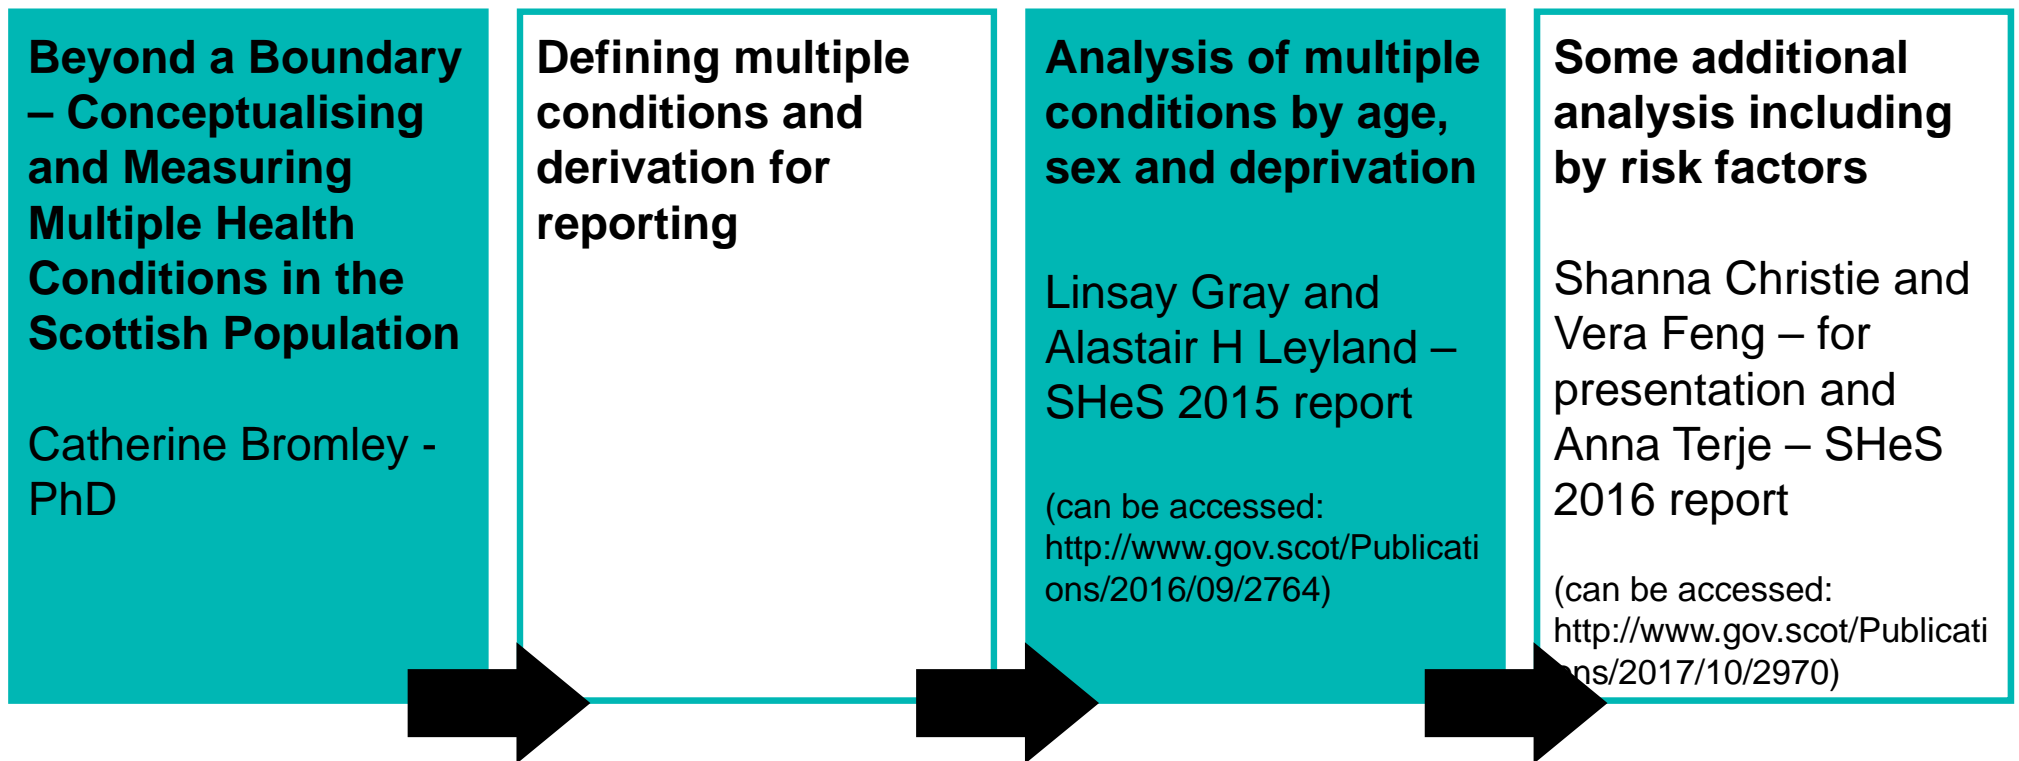 Beyond a Boundary
– Conceptualising
and Measuring
Multiple Health
Conditions in the
Scottish Population
Catherine Bromley -
PhD
Defining multiple
conditions and
derivation for
reporting
Analysis of multiple
conditions by age,
sex and deprivation
Linsay Gray and
Alastair H Leyland –
SHeS 2015 report
(can be accessed:
http://www.gov.scot/Publicati
ons/2016/09/2764)
Some additional
analysis including
by risk factors
Shanna Christie and
Vera Feng – for
presentation and
Anna Terje – SHeS
2016 report
(can be accessed:
http://www.gov.scot/Publicati
ons/2017/10/2970)